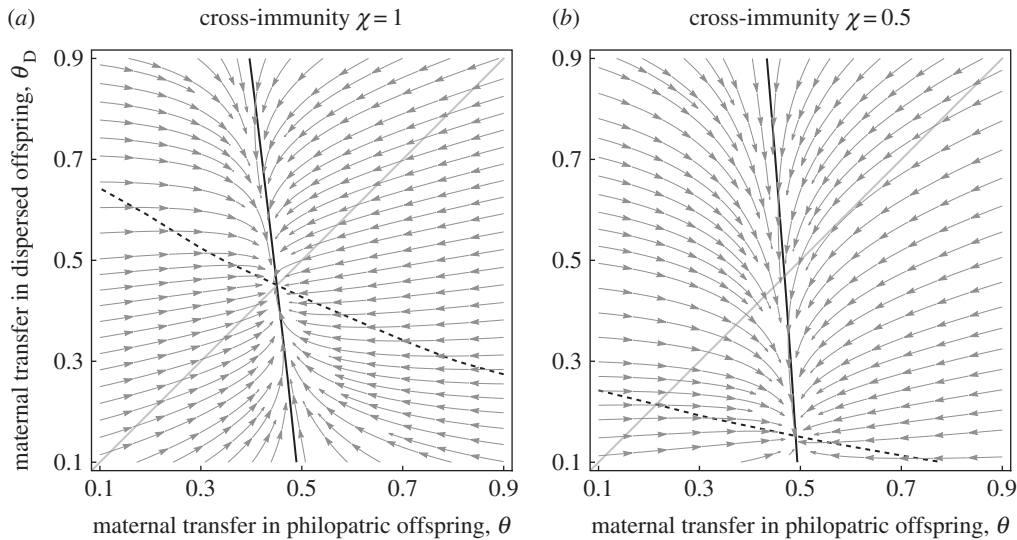 (a) cross-immunity χ = 1
(b) cross-immunity χ = 0.5
maternal transfer in dispersed offspring, θD
0.9
0.7
0.5
0.3
0.1
0.1 0.3 0.5 0.7 0.9
maternal transfer in philopatric offspring, θ
0.9
0.7
0.5
0.3
0.1
0.1 0.3 0.5 0.7 0.9
maternal transfer in philopatric offspring, θ